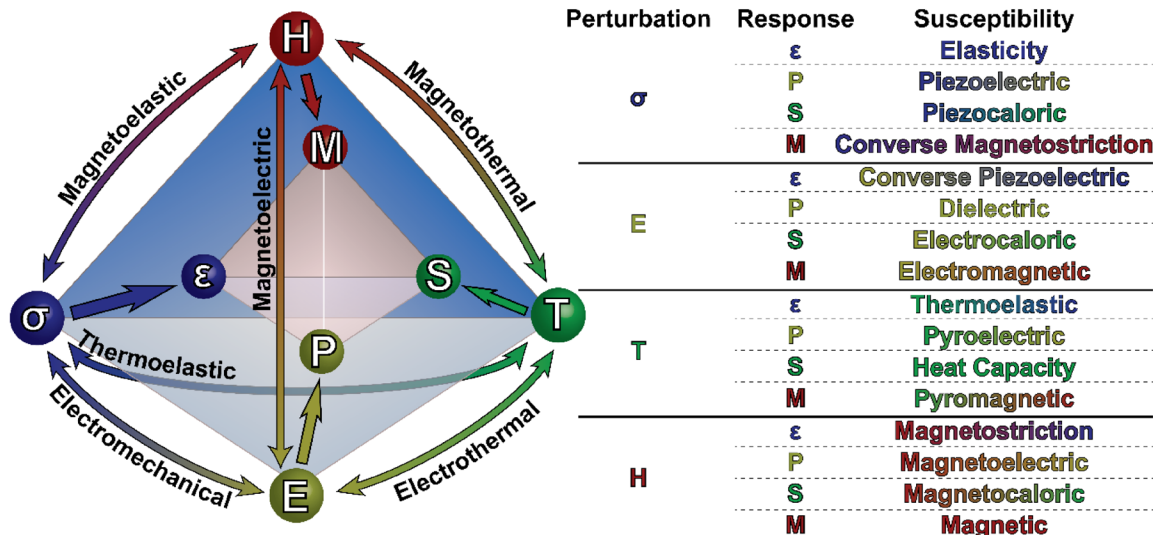 H
M
ε
S
σ
T
P
E
Magnetoelastic
Magnetothermal
Magnetoelectric
Thermoelastic
Electromechanical
Electrothermal
Perturbation Response Susceptibility
σ
ε Elasticity
P Piezoelectric
S Piezocaloric
M Converse Magnetostriction
E
ε Converse Piezoelectric
P Dielectric
S Electrocaloric
M Electromagnetic
T
ε Thermoelastic
P Pyroelectric
S Heat Capacity
M Pyromagnetic
H
ε Magnetostriction
P Magnetoelectric
S Magnetocaloric
M Magnetic